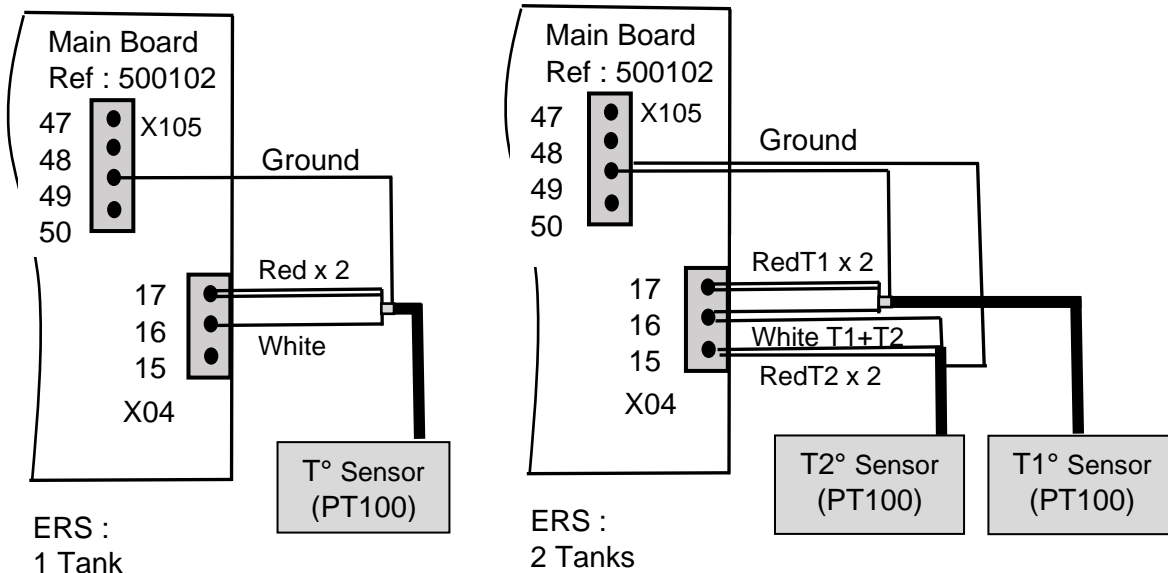 Main Board
Ref : 500102
47
X105
48
49
50
Ground
Red x 2
17
16
White
15
X04
T° Sensor
(PT100)
ERS :
1 Tank
Main Board
Ref : 500102
47
X105
48
49
50
Ground
RedT1 x 2
17
16
White T1+T2
15
RedT2 x 2
X04
T2° Sensor
(PT100)
T1° Sensor
(PT100)
ERS :
2 Tanks